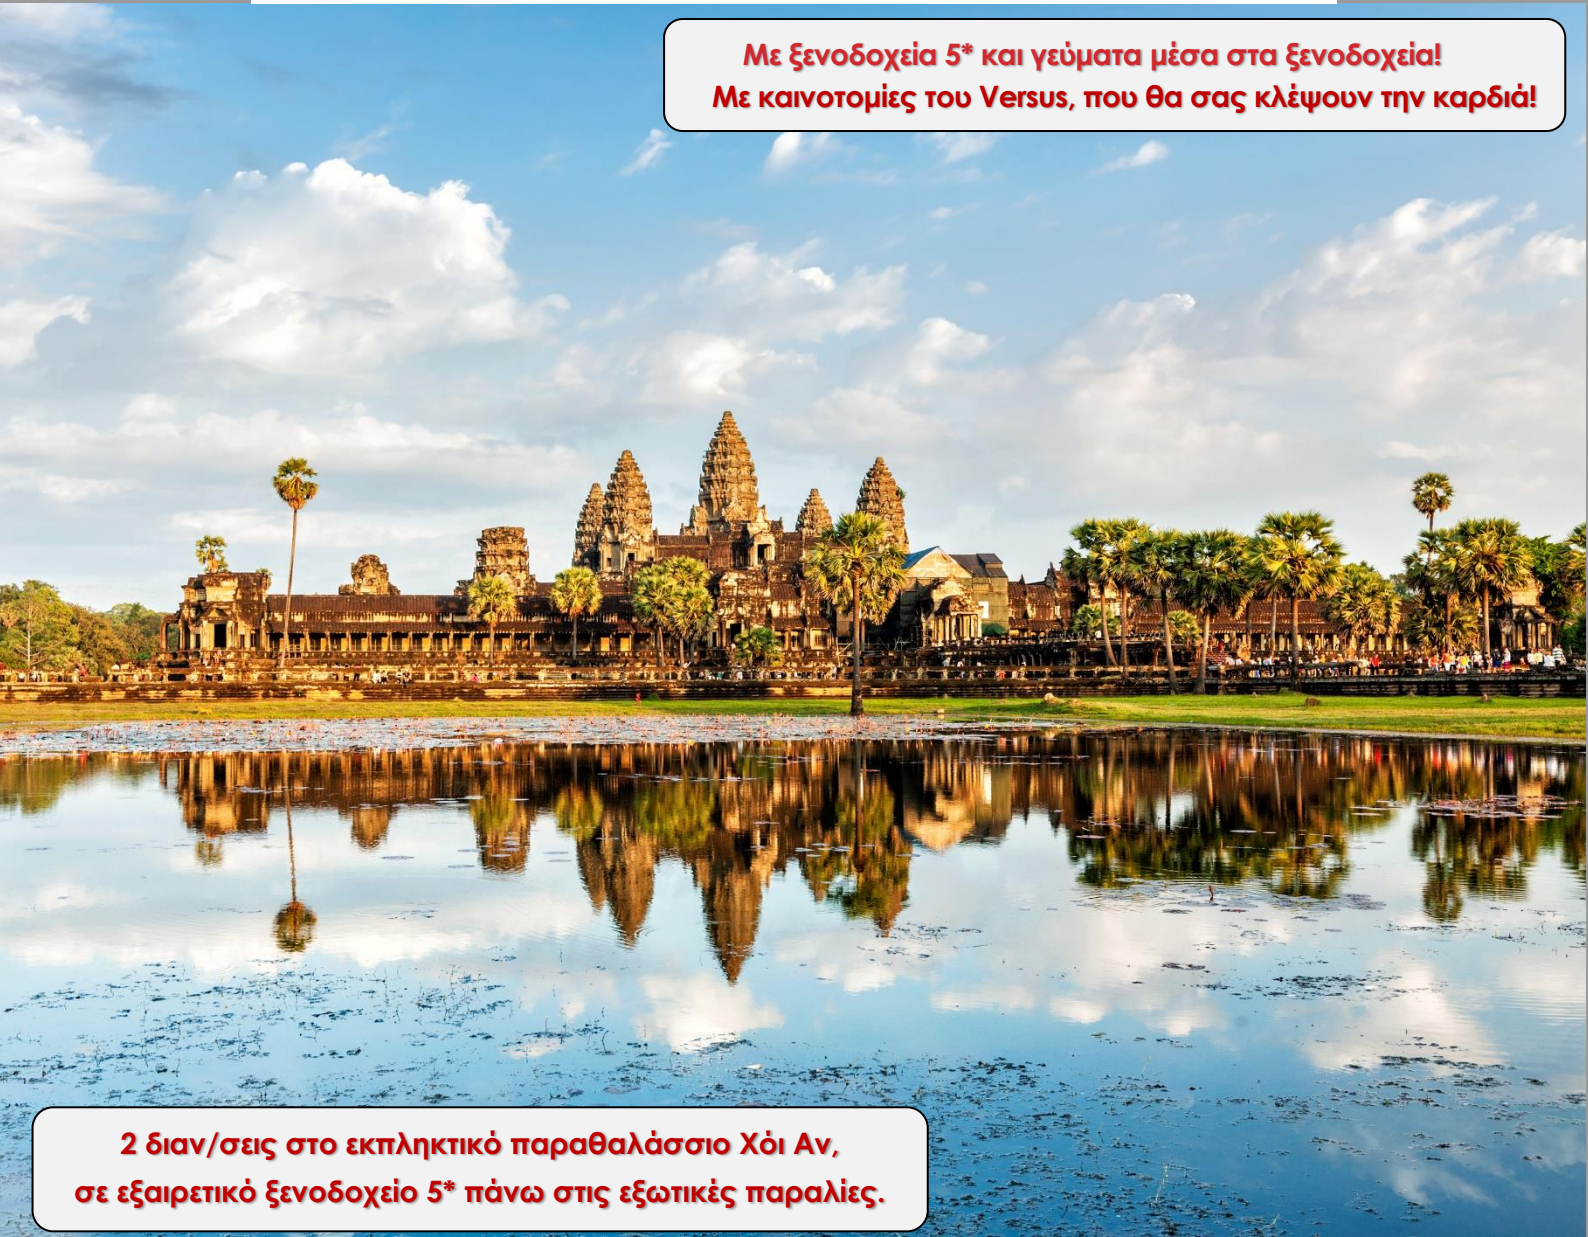 Με ξενοδοχεία 5* και γεύματα μέσα στα ξενοδοχεία!
Με καινοτομίες του Versus, που θα σας κλέψουν την καρδιά!
2 διαν/σεις στο εκπληκτικό παραθαλάσσιο Χόι Αν,
σε εξαιρετικό ξενοδοχείο 5* πάνω στις εξωτικές παραλίες.